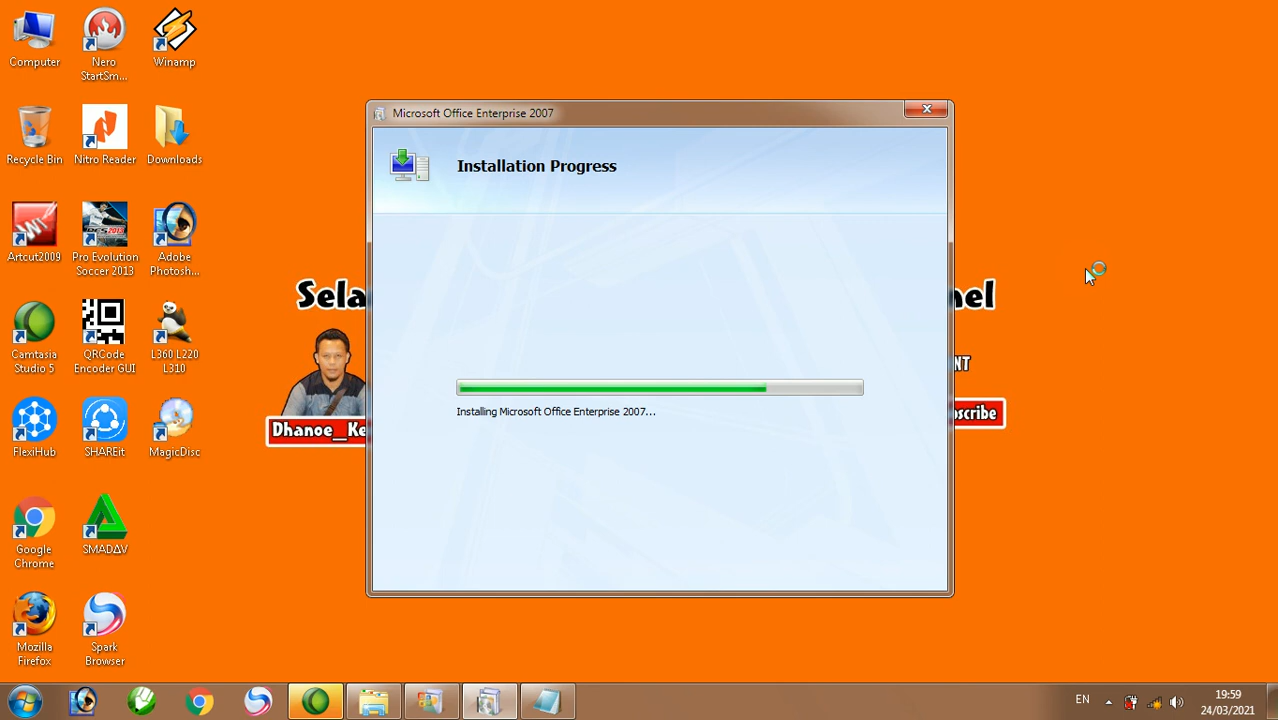 Computer
Nero
StartSm...
Winamp
Recycle Bin
Nitro Reader
Downloads
Artcut2009
Pro Evolution
Soccer 2013
Adobe
Photosh...
Camtasia
Studio 5
QRCode
Encoder GUI
L360 L220
L310
FlexiHub
SHAREit
MagicDisc
Google
Chrome
SMADΔV
Mozilla
Firefox
Spark
Browser
Microsoft Office Enterprise 2007
Installation Progress
Installing Microsoft Office Enterprise 2007...
Sela
nel
Dhanoe_Ke
NT
bscribe
EN
19:59
24/03/2021